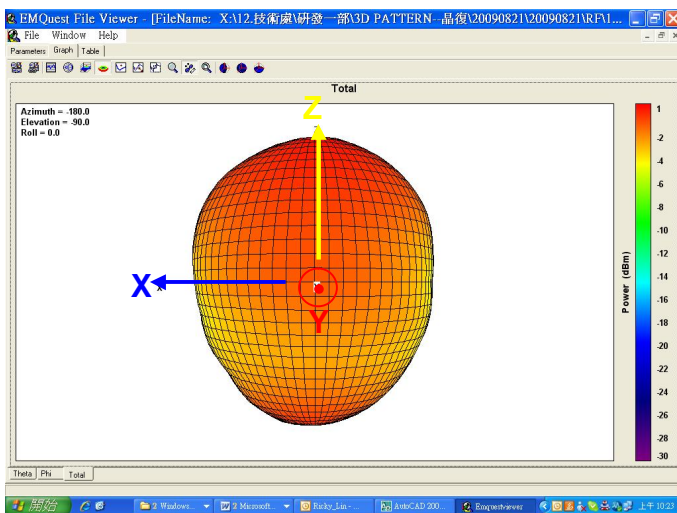 EMQuest File Viewer - [FileName: X:\12.技術處\研發一部\3D PATTERN--晶復\20090821\20090821\RF\1...
File Window Help
Parameters Graph Table
Total
Azimuth = -180.0
Elevation = -90.0
Roll = 0.0
Z
X
Y
1
-2
-4
-6
-8
-10
-12
-14
-16
-18
-20
-22
-24
-26
-28
-30
Power (dBm)
Theta Phi Total
開始 2 Windows... 2 Microsoft... Ricky_Lin-... AutoCAD 200... Emquestviewer 上午 10:23